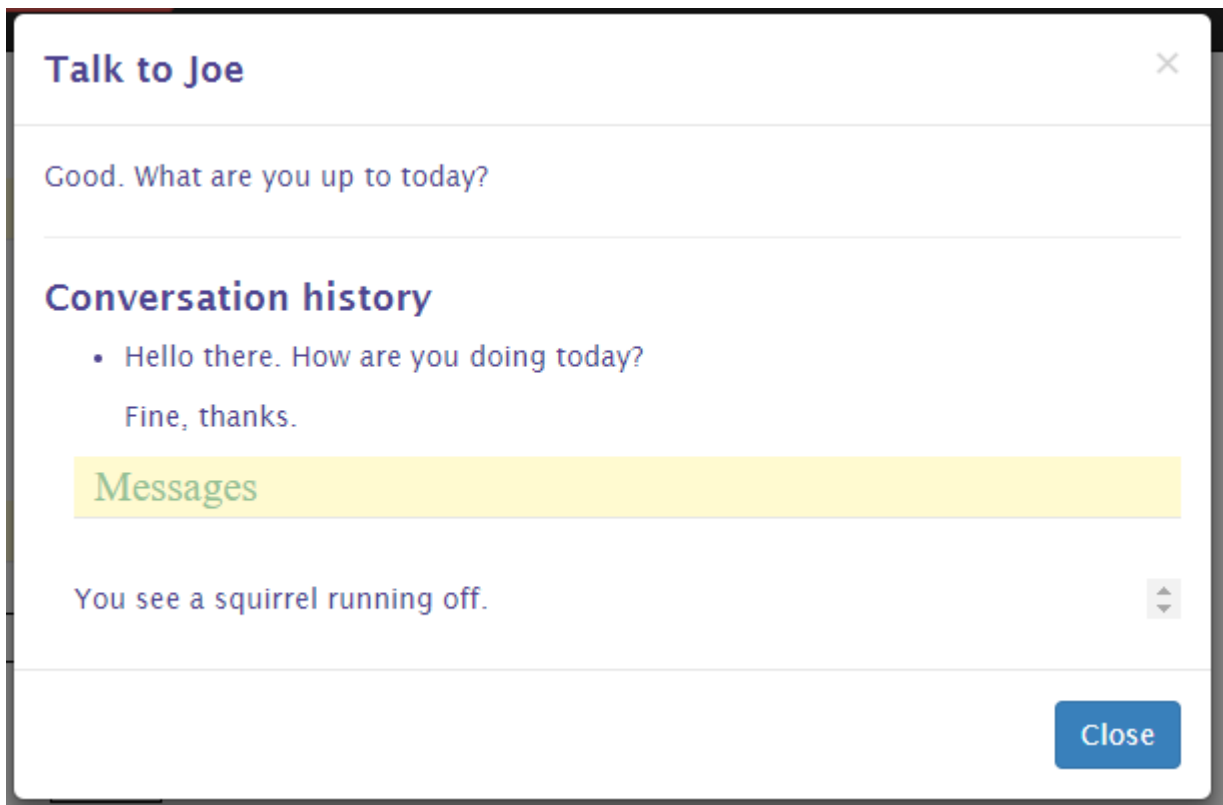 Talk to Joe
Good. What are you up to today?
Conversation history
Hello there. How are you doing today?
Fine, thanks.
Messages
You see a squirrel running off.
Close